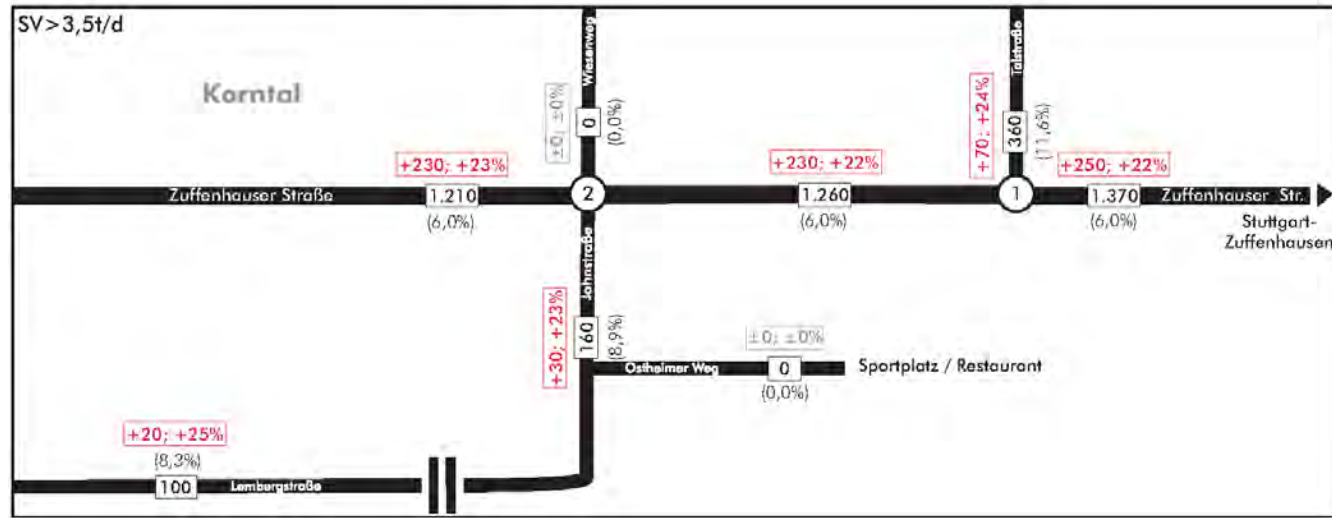 SV>3,5t/d
Korntal
Wiesenweg
±0; ±0%
0
(0,0%)
Talstraße
+70; +24%
360
(11,6%)
+230; +23%
Zuffenhauser Straße
1.210
(6,0%)
2
+230; +22%
1.260
(6,0%)
1
+250; +22%
1.370
(6,0%)
Zuffenhauser Str.
Stuttgart-
Zuffenhausen
Jahnstraße
+30; +23%
160
(8,9%)
±0; ±0%
Ostheimer Weg
0
(0,0%)
Sportplatz / Restaurant
+20; +25%
(8,3%)
100
Lembergstraße